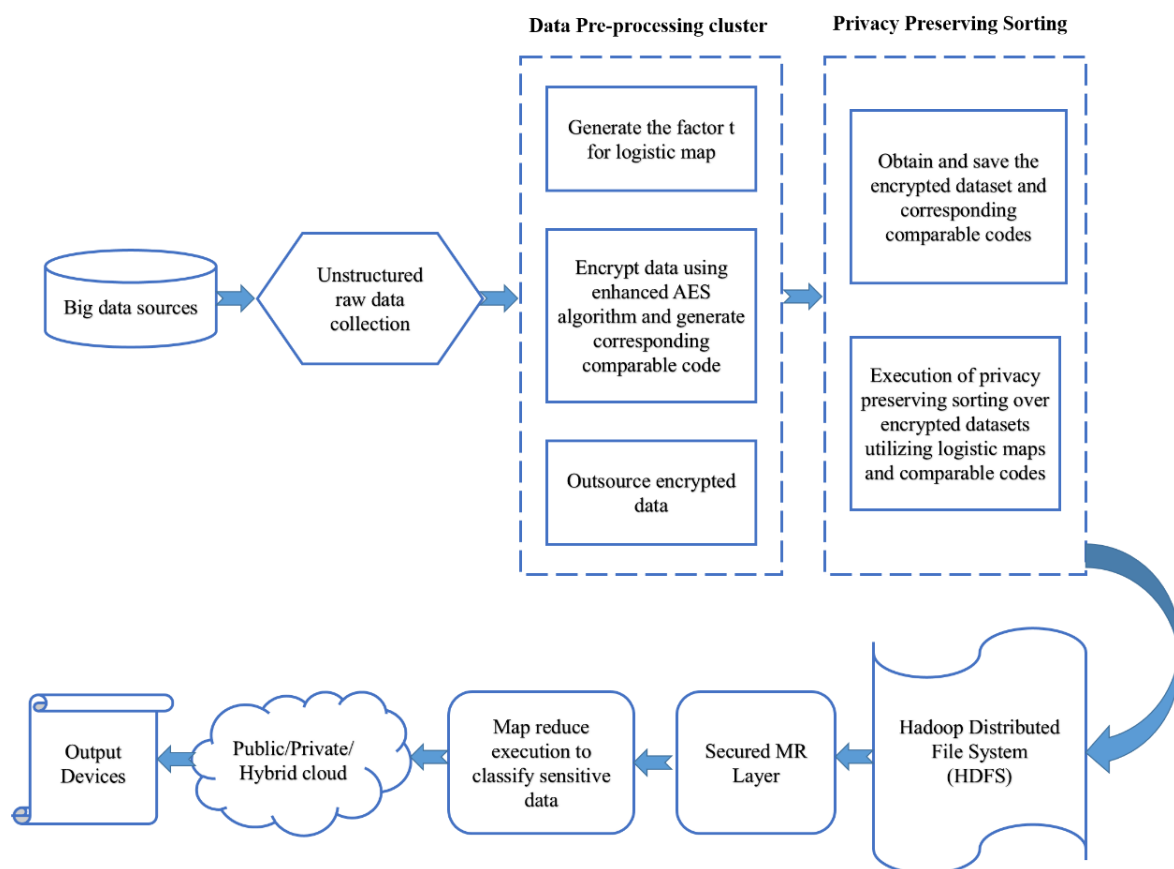 Data Pre-processing cluster
Privacy Preserving Sorting
Generate the factor t
for logistic map
Obtain and save the
encrypted dataset and
corresponding
comparable codes
Big data sources
Unstructured
raw data
collection
Encrypt data using
enhanced AES
algorithm and generate
corresponding
comparable code
Execution of privacy
preserving sorting over
encrypted datasets
utilizing logistic maps
and comparable codes
Outsource encrypted
data
Output
Devices
Public/Private/
Hybrid cloud
Map reduce
execution to
classify sensitive
data
Secured MR
Layer
Hadoop Distributed
File System
(HDFS)